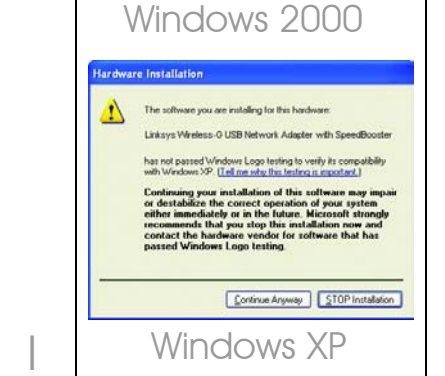 Windows 2000
Hardware Installation
The software you are installing for this hardware:
Linksys Wireless-G USB Network Adapter with SpeedBooster
has not passed Windows Logo testing to verify its compatibility
with Windows XP. (Tell me why this testing is important.)
Continuing your installation of this software may impair
or destabilize the correct operation of your system
either immediately or in the future. Microsoft strongly
recommends that you stop this installation now and
contact the hardware vendor for software that has
passed Windows Logo testing.
Continue Anyway STOP Installation
Windows XP